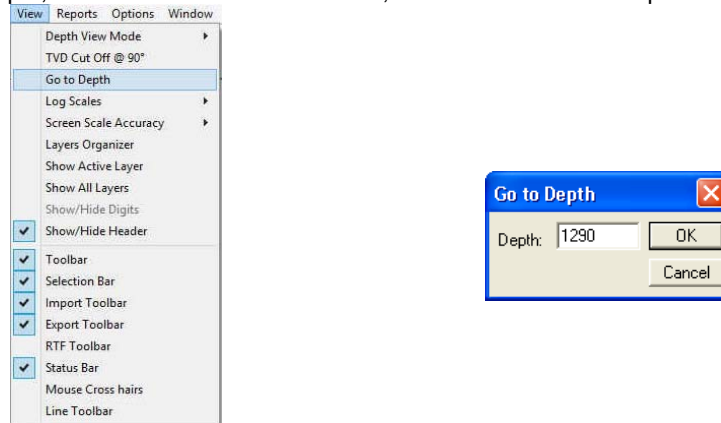 View Reports Options Window
Depth View Mode
TVD Cut Off @ 90°
Go to Depth
Log Scales
Screen Scale Accuracy
Layers Organizer
Show Active Layer
Show All Layers
Show/Hide Digits
Show/Hide Header
Toolbar
Selection Bar
Import Toolbar
Export Toolbar
RTF Toolbar
Status Bar
Mouse Cross hairs
Line Toolbar
Go to Depth
Depth: 1290 OK
Cancel